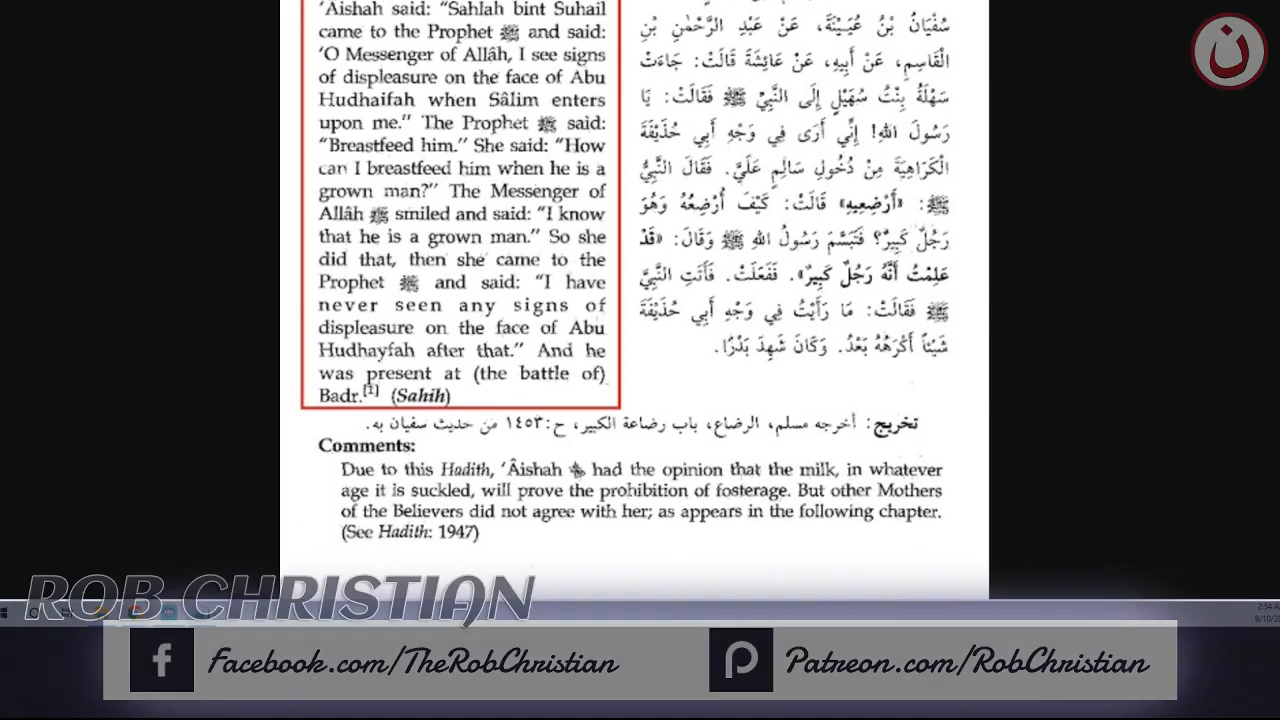 'Âishah said: "Sahlah bint Suhail
came to the Prophet ﷺ and said:
'O Messenger of Allâh, I see signs
of displeasure on the face of Abu
Hudhaifah when Sâlim enters
upon me." The Prophet ﷺ said:
"Breastfeed him." She said: "How
can I breastfeed him when he is a
grown man?" The Messenger of
Allâh ﷺ smiled and said: "I know
that he is a grown man." So she
did that, then she came to the
Prophet ﷺ and said: "I have
never seen any signs of
displeasure on the face of Abu
Hudhayfah after that." And he
was present at (the battle of)
Badr.[1] (Sahih)
سُفْيَانُ بْنُ عُيَيْنَةَ، عَنْ عَبْدِ الرَّحْمٰنِ بْنِ
الْقَاسِمِ، عَنْ أَبِيهِ، عَنْ عَائِشَةَ قَالَتْ: جَاءَتْ
سَهْلَةُ بِنْتُ سُهَيْلٍ إِلَى النَّبِيِّ ﷺ فَقَالَتْ: يَا
رَسُولَ اللهِ! إِنِّي أَرَى فِي وَجْهِ أَبِي حُذَيْفَةَ
الْكَرَاهِيَةَ مِنْ دُخُولِ سَالِمٍ عَلَيَّ. فَقَالَ النَّبِيُّ
ﷺ: «أَرْضِعِيهِ» قَالَتْ: كَيْفَ أُرْضِعُهُ وَهُوَ
رَجُلٌ كَبِيرٌ؟ فَتَبَسَّمَ رَسُولُ اللهِ ﷺ وَقَالَ: «قَدْ
عَلِمْتُ أَنَّهُ رَجُلٌ كَبِيرٌ». فَفَعَلَتْ. فَأَتَتِ النَّبِيَّ
ﷺ فَقَالَتْ: مَا رَأَيْتُ فِي وَجْهِ أَبِي حُذَيْفَةَ
شَيْئاً أَكْرَهُهُ بَعْدُ. وَكَانَ شَهِدَ بَدْرًا.
تخريج: أخرجه مسلم، الرضاع، باب رضاعة الكبير، ح:١٤٥٣ من حديث سفيان به.
Comments:
Due to this Hadith, 'Âishah had the opinion that the milk, in whatever
age it is suckled, will prove the prohibition of fosterage. But other Mothers
of the Believers did not agree with her; as appears in the following chapter.
(See Hadith: 1947)
ن
ROB CHRISTIAN
2:54 A
9/10/20
Facebook.com/TheRobChristian
Patreon.com/RobChristian